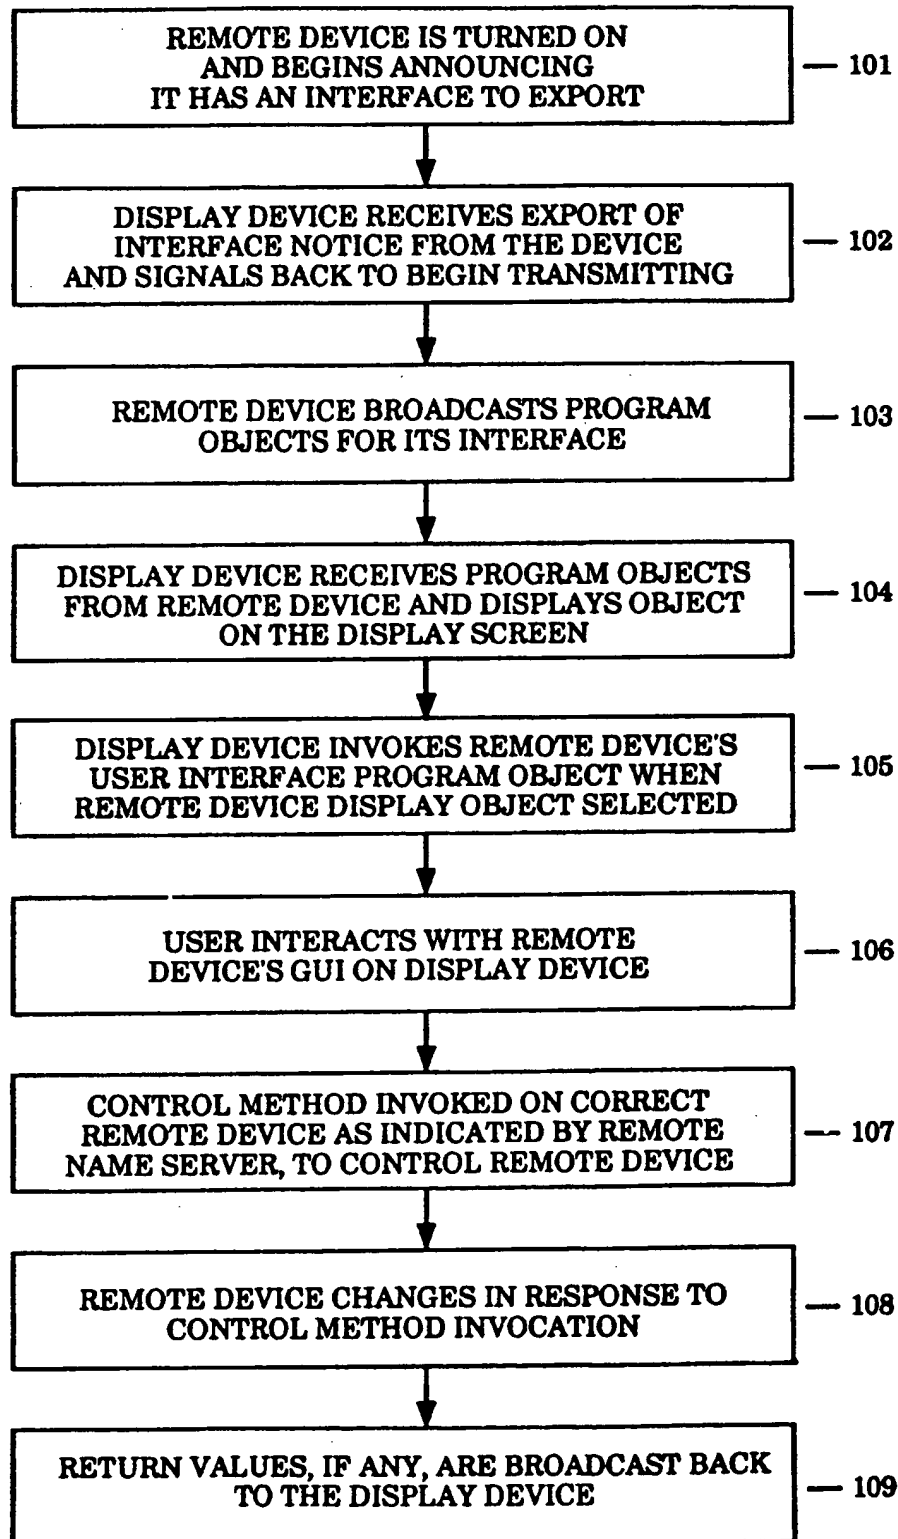 REMOTE DEVICE IS TURNED ON
AND BEGINS ANNOUNCING
IT HAS AN INTERFACE TO EXPORT
101
DISPLAY DEVICE RECEIVES EXPORT OF
INTERFACE NOTICE FROM THE DEVICE
AND SIGNALS BACK TO BEGIN TRANSMITTING
102
REMOTE DEVICE BROADCASTS PROGRAM
OBJECTS FOR ITS INTERFACE
103
DISPLAY DEVICE RECEIVES PROGRAM OBJECTS
FROM REMOTE DEVICE AND DISPLAYS OBJECT
ON THE DISPLAY SCREEN
104
DISPLAY DEVICE INVOKES REMOTE DEVICE'S
USER INTERFACE PROGRAM OBJECT WHEN
REMOTE DEVICE DISPLAY OBJECT SELECTED
105
USER INTERACTS WITH REMOTE
DEVICE'S GUI ON DISPLAY DEVICE
106
CONTROL METHOD INVOKED ON CORRECT
REMOTE DEVICE AS INDICATED BY REMOTE
NAME SERVER, TO CONTROL REMOTE DEVICE
107
REMOTE DEVICE CHANGES IN RESPONSE TO
CONTROL METHOD INVOCATION
108
RETURN VALUES, IF ANY, ARE BROADCAST BACK
TO THE DISPLAY DEVICE
109